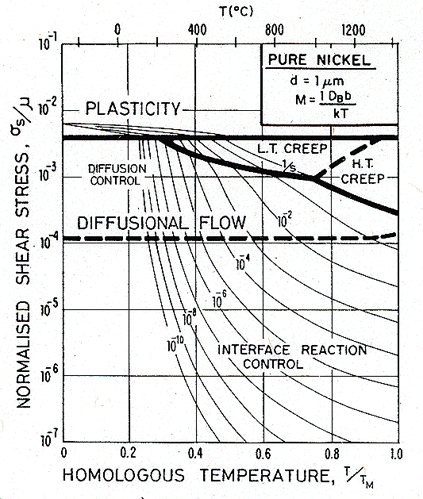 T(°C)
0 400 800 1200
PURE NICKEL
d = 1 μm
M = 1 D_B b / kT
10⁻¹
10⁻²
10⁻³
10⁻⁴
10⁻⁵
10⁻⁶
10⁻⁷
NORMALISED SHEAR STRESS, σs/μ
PLASTICITY
L.T. CREEP
H.T.
CREEP
1/s
DIFFUSION
CONTROL
DIFFUSIONAL FLOW
10⁻²
10⁻⁴
10⁻⁶
10⁻⁸
10⁻¹⁰
INTERFACE REACTION
CONTROL
0 0.2 0.4 0.6 0.8 1.0
HOMOLOGOUS TEMPERATURE, T/TM